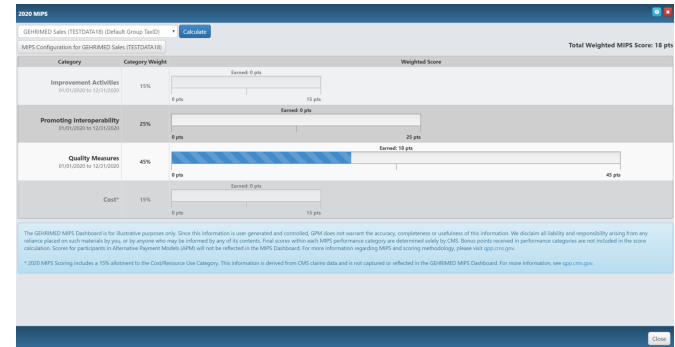 2020 MIPS
GEHRIMED Sales (TESTDATA18) (Default Group TaxID)
Calculate
MIPS Configuration for GEHRIMED Sales (TESTDATA18)
Total Weighted MIPS Score: 18 pts
Category Category Weight Weighted Score
Earned: 0 pts
Improvement Activities
01/01/2020 to 12/31/2020
15%
0 pts 15 pts
Earned: 0 pts
Promoting Interoperability
01/01/2020 to 12/31/2020
25%
0 pts 25 pts
Earned: 18 pts
Quality Measures
01/01/2020 to 12/31/2020
45%
0 pts 45 pts
Earned: 0 pts
Cost*
15%
0 pts 15 pts
The GEHRIMED MIPS Dashboard is for illustrative purposes only. Since this information is user generated and controlled, GPM does not warrant the accuracy, completeness or usefulness of this information. We disclaim all liability and responsibility arising from any
reliance placed on such materials by you, or by anyone who may be informed by any of its contents. Final scores within each MIPS performance category are determined solely by CMS. Bonus points received in performance categories are not included in the score
calculation. Scores for participants in Alternative Payment Models (APM) will not be reflected in the MIPS Dashboard. For more information regarding MIPS and scoring methodology, please visit qpp.cms.gov.
* 2020 MIPS Scoring includes a 15% allotment to the Cost/Resource Use Category. This information is derived from CMS claims data and is not captured or reflected in the GEHRIMED MIPS Dashboard. For more information, see qpp.cms.gov.
Close